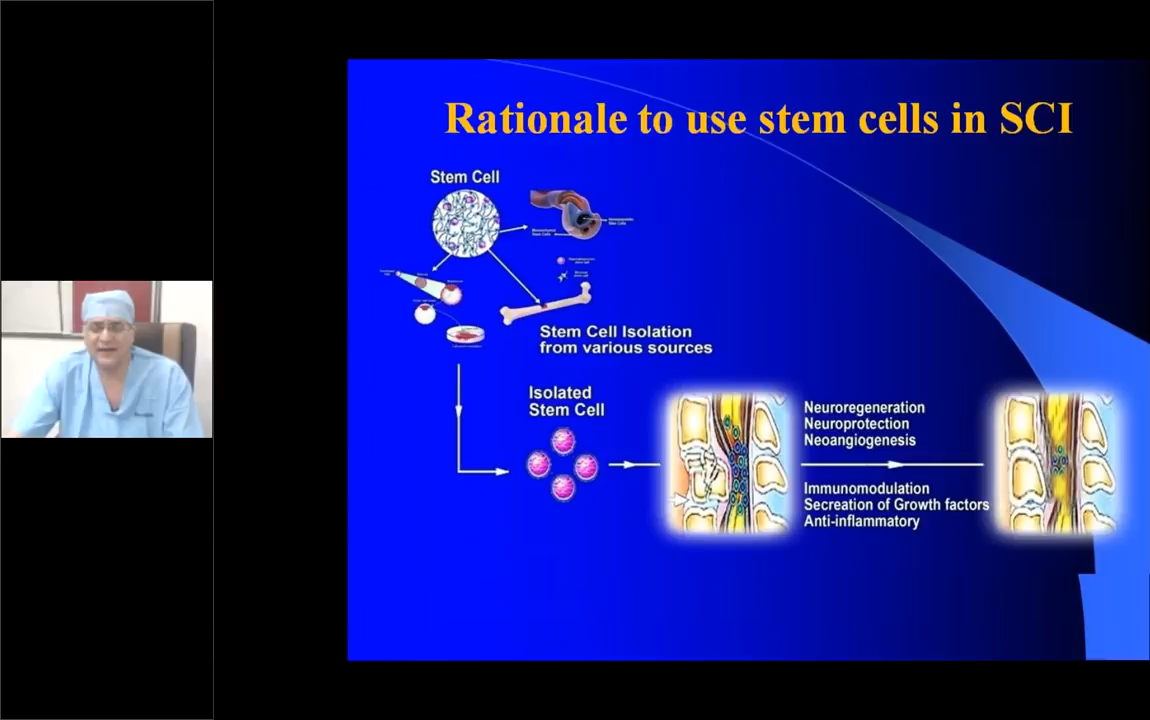 Rationale to use stem cells in SCI
Stem Cell
Stem Cell Isolation
from various sources
Isolated
Stem Cell
Neuroregeneration
Neuroprotection
Neoangiogenesis
Immunomodulation
Secreation of Growth factors
Anti-inflammatory